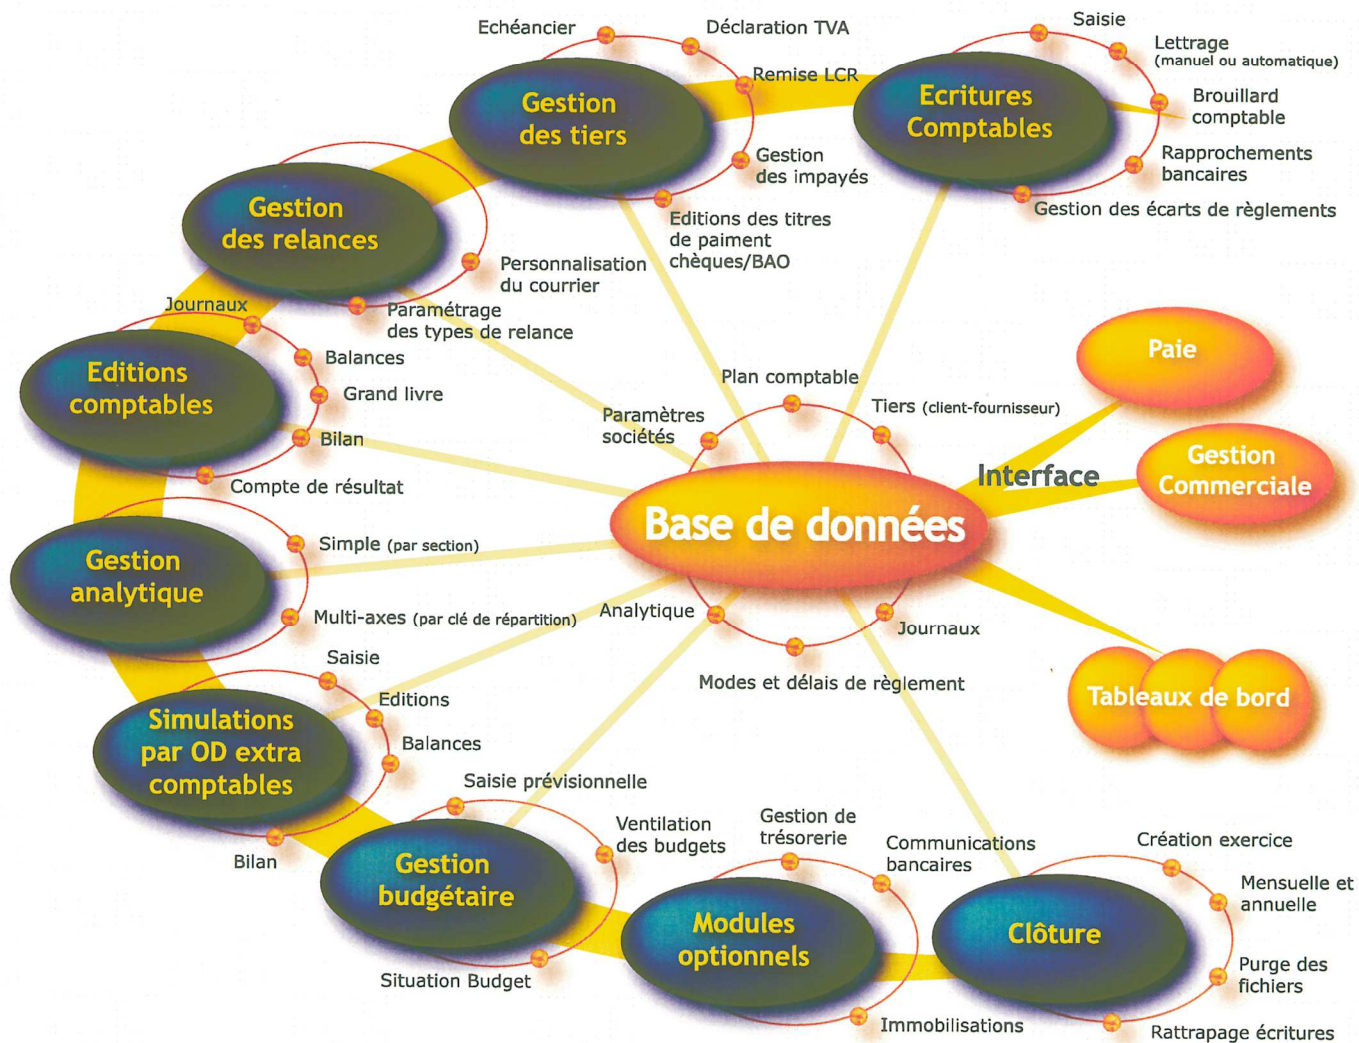 Echéancier
Déclaration TVA
Remise LCR
Gestion
des tiers
Gestion
des impayés
Editions des titres
de paiment
chèques/BAO
Saisie
Lettrage
(manuel ou automatique)
Ecritures
Comptables
Brouillard
comptable
Rapprochements
bancaires
Gestion des écarts de règlements
Gestion
des relances
Personnalisation
du courrier
Paramétrage
des types de relance
Journaux
Editions
comptables
Balances
Grand livre
Bilan
Compte de résultat
Plan comptable
Paramètres
sociétés
Tiers (client-fournisseur)
Base de données
Interface
Paie
Gestion
Commerciale
Tableaux de bord
Analytique
Journaux
Modes et délais de règlement
Gestion
analytique
Simple (par section)
Multi-axes (par clé de répartition)
Simulations
par OD extra
comptables
Saisie
Editions
Balances
Bilan
Gestion
budgétaire
Saisie prévisionnelle
Ventilation
des budgets
Situation Budget
Modules
optionnels
Gestion de
trésorerie
Communications
bancaires
Immobilisations
Clôture
Création exercice
Mensuelle et
annuelle
Purge des
fichiers
Rattrapage écritures